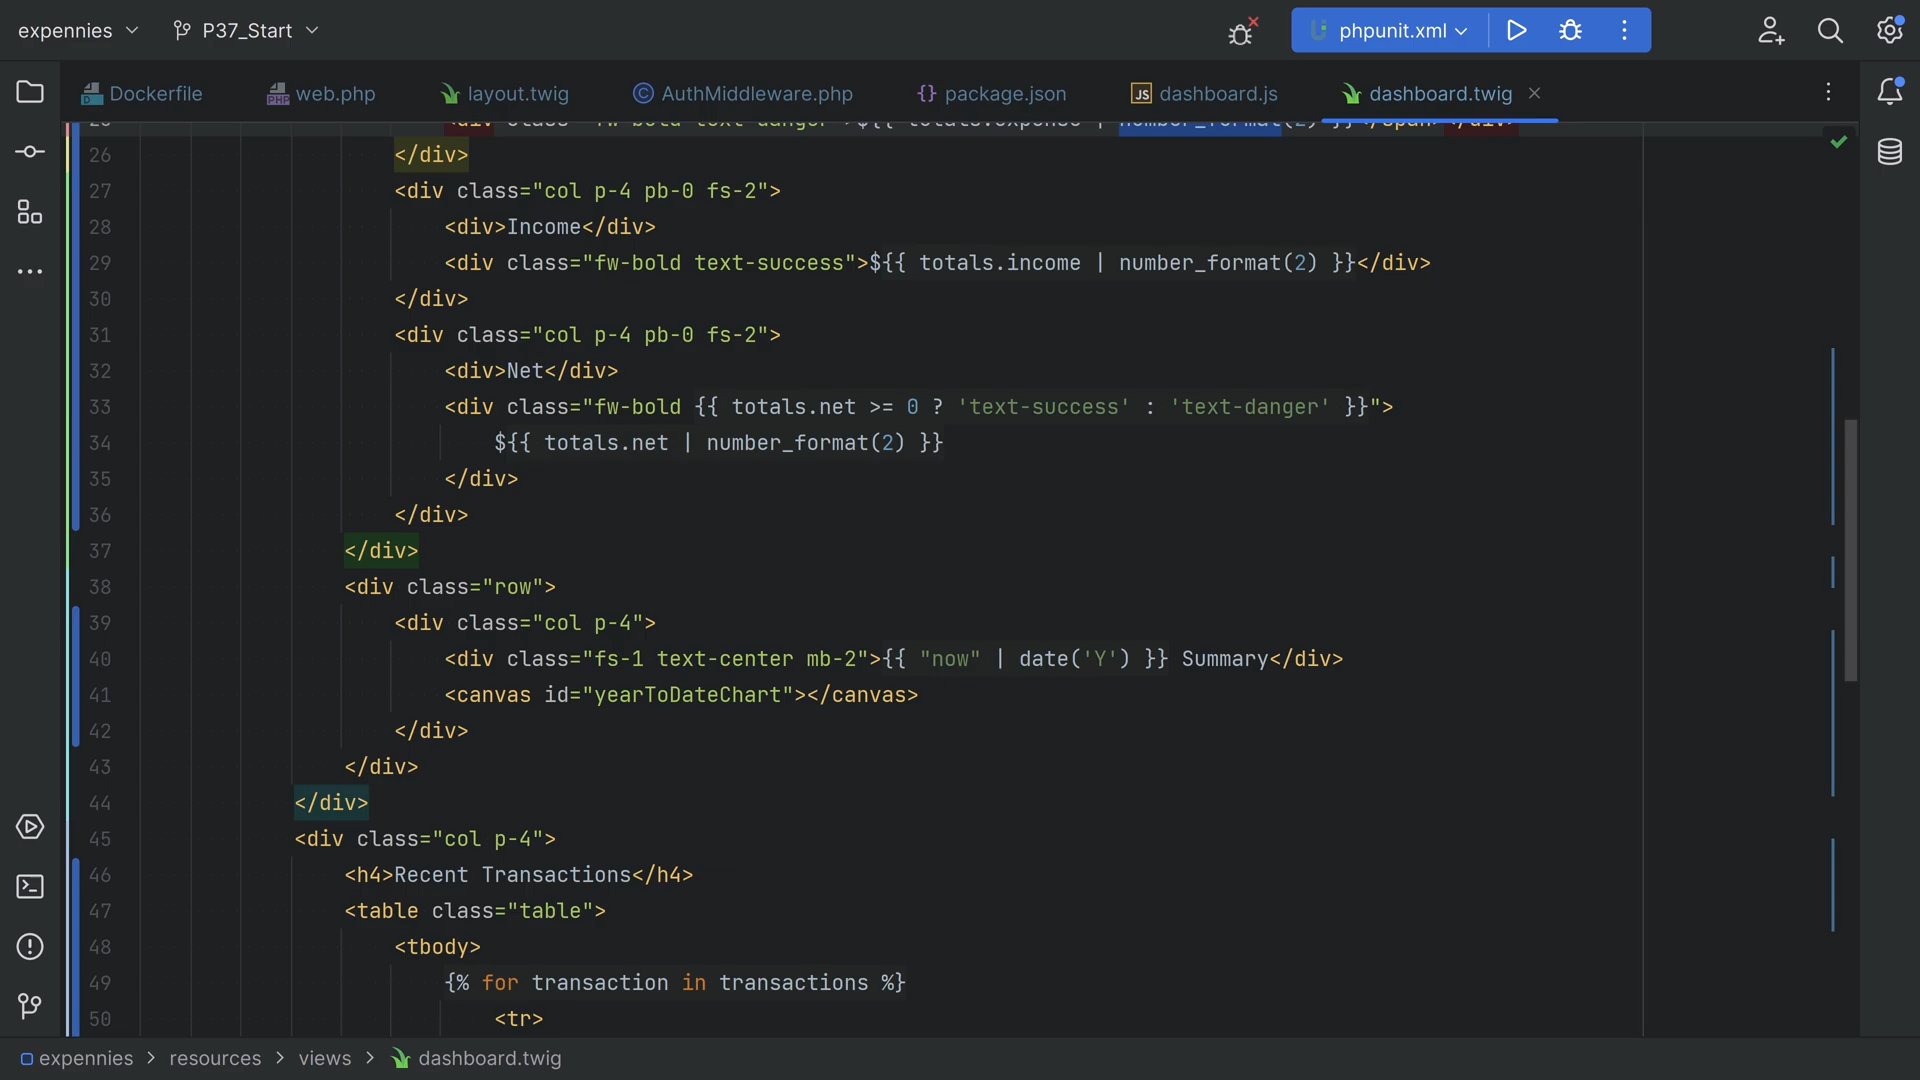 expennies
P37_Start
phpunit.xml
Dockerfile
web.php
layout.twig
AuthMiddleware.php
package.json
dashboard.js
dashboard.twig
26 </div>
27 <div class="col p-4 pb-0 fs-2">
28 <div>Income</div>
29 <div class="fw-bold text-success">${{ totals.income | number_format(2) }}</div>
30 </div>
31 <div class="col p-4 pb-0 fs-2">
32 <div>Net</div>
33 <div class="fw-bold {{ totals.net >= 0 ? 'text-success' : 'text-danger' }}">
34 ${{ totals.net | number_format(2) }}
35 </div>
36 </div>
37 </div>
38 <div class="row">
39 <div class="col p-4">
40 <div class="fs-1 text-center mb-2">{{ "now" | date('Y') }} Summary</div>
41 <canvas id="yearToDateChart"></canvas>
42 </div>
43 </div>
44 </div>
45 <div class="col p-4">
46 <h4>Recent Transactions</h4>
47 <table class="table">
48 <tbody>
49 {% for transaction in transactions %}
50 <tr>
expennies > resources > views > dashboard.twig